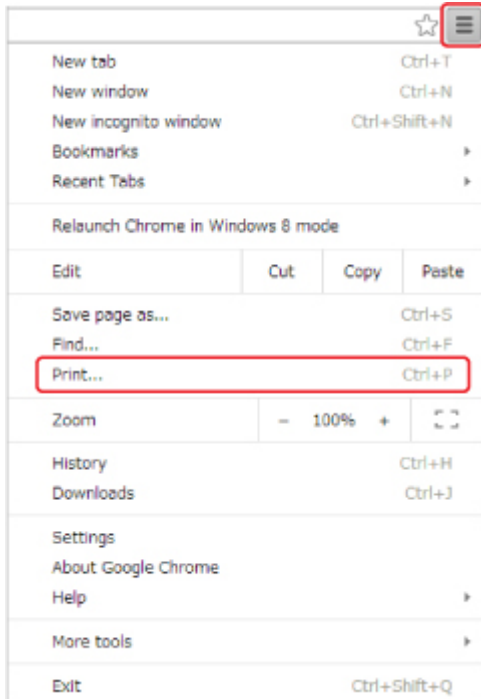 New tab Ctrl+T
New window Ctrl+N
New incognito window Ctrl+Shift+N
Bookmarks
Recent Tabs
Relaunch Chrome in Windows 8 mode
Edit Cut Copy Paste
Save page as... Ctrl+S
Find... Ctrl+F
Print... Ctrl+P
Zoom − 100% +
History Ctrl+H
Downloads Ctrl+J
Settings
About Google Chrome
Help
More tools
Exit Ctrl+Shift+Q